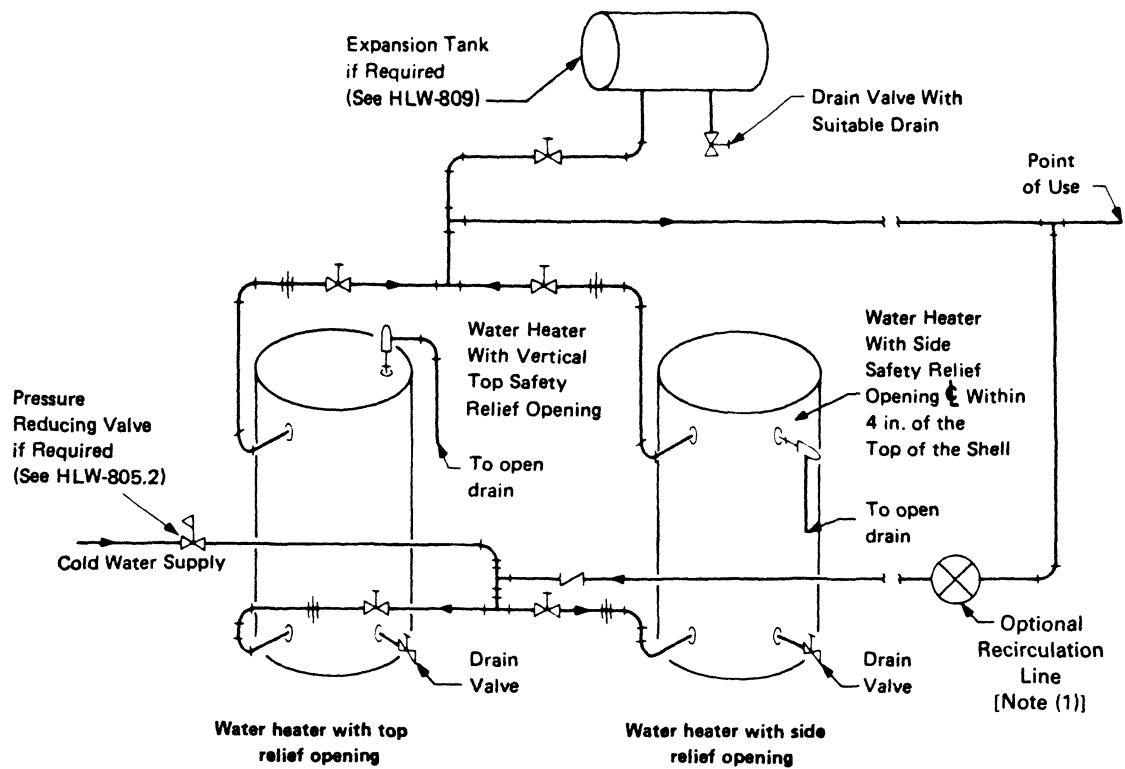 Expansion Tank
if Required
(See HLW-809)
Drain Valve With
Suitable Drain
Point
of Use
Water Heater
With Vertical
Top Safety
Relief Opening
Water Heater
With Side
Safety Relief
Opening ℄ Within
4 in. of the
Top of the Shell
Pressure
Reducing Valve
if Required
(See HLW-805.2)
To open
drain
To open
drain
Cold Water Supply
Drain
Valve
Drain
Valve
Optional
Recirculation
Line
[Note (1)]
Water heater with top
relief opening
Water heater with side
relief opening